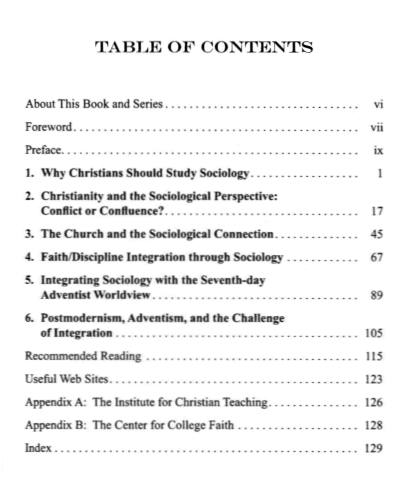 TABLE OF CONTENTS
About This Book and Series . . . . . . . . . . . . . . . . . . . . . . . . . . . . . . vi
Foreword. . . . . . . . . . . . . . . . . . . . . . . . . . . . . . . . . . . . . . . . . . . . vii
Preface. . . . . . . . . . . . . . . . . . . . . . . . . . . . . . . . . . . . . . . . . . . . . . ix
1. Why Christians Should Study Sociology. . . . . . . . . . . . . . . . . 1
2. Christianity and the Sociological Perspective:
Conflict or Confluence?. . . . . . . . . . . . . . . . . . . . . . . . . . . . . . 17
3. The Church and the Sociological Connection. . . . . . . . . . . . . 45
4. Faith/Discipline Integration through Sociology . . . . . . . . . . . 67
5. Integrating Sociology with the Seventh-day
Adventist Worldview. . . . . . . . . . . . . . . . . . . . . . . . . . . . . . . . 89
6. Postmodernism, Adventism, and the Challenge
of Integration . . . . . . . . . . . . . . . . . . . . . . . . . . . . . . . . . . . . . 105
Recommended Reading . . . . . . . . . . . . . . . . . . . . . . . . . . . . . . . . . 115
Useful Web Sites. . . . . . . . . . . . . . . . . . . . . . . . . . . . . . . . . . . . . . 123
Appendix A: The Institute for Christian Teaching. . . . . . . . . . . . . . 126
Appendix B: The Center for College Faith . . . . . . . . . . . . . . . . . . . 128
Index . . . . . . . . . . . . . . . . . . . . . . . . . . . . . . . . . . . . . . . . . . . . . . . 129